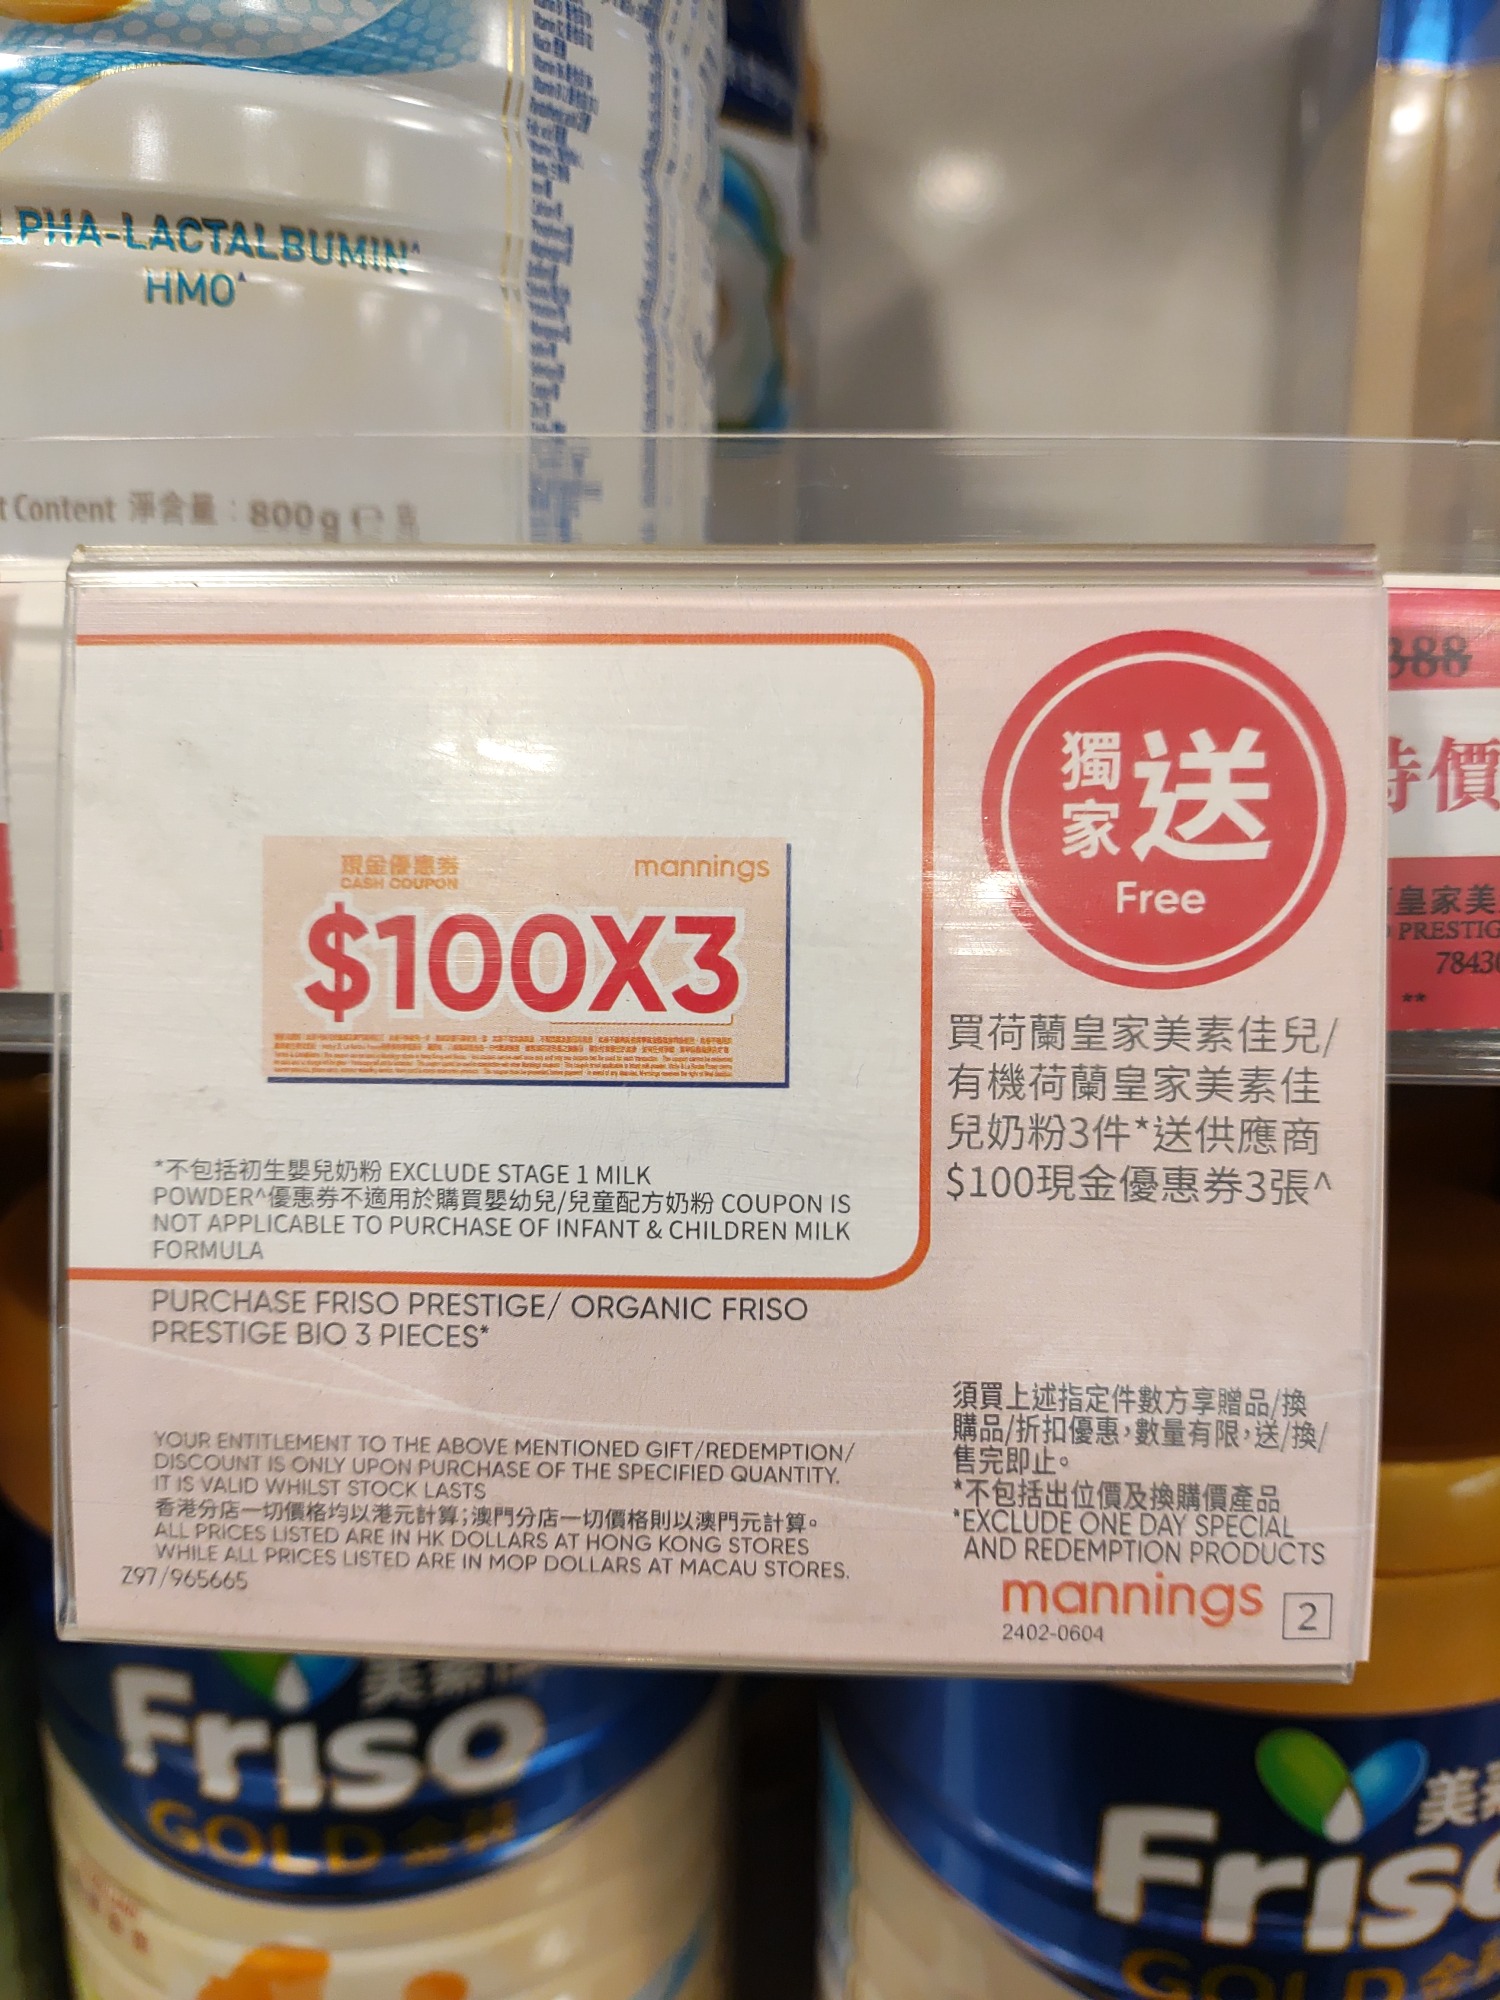 LPHA-LACTALBUMIN^
HMO^
t Content 淨含量:800g e 克
388
特價
現金優惠券
CASH COUPON
mannings
$100X3
獨家
送
Free
買荷蘭皇家美素佳兒/
有機荷蘭皇家美素佳
兒奶粉3件*送供應商
$100現金優惠券3張^
皇家美
PRESTIG
7843
**
*不包括初生嬰兒奶粉 EXCLUDE STAGE 1 MILK
POWDER^優惠券不適用於購買嬰幼兒/兒童配方奶粉 COUPON IS
NOT APPLICABLE TO PURCHASE OF INFANT & CHILDREN MILK
FORMULA
PURCHASE FRISO PRESTIGE/ ORGANIC FRISO
PRESTIGE BIO 3 PIECES*
YOUR ENTITLEMENT TO THE ABOVE MENTIONED GIFT/REDEMPTION/
DISCOUNT IS ONLY UPON PURCHASE OF THE SPECIFIED QUANTITY.
IT IS VALID WHILST STOCK LASTS
香港分店一切價格均以港元計算;澳門分店一切價格則以澳門元計算。
ALL PRICES LISTED ARE IN HK DOLLARS AT HONG KONG STORES
WHILE ALL PRICES LISTED ARE IN MOP DOLLARS AT MACAU STORES.
Z97/965665
須買上述指定件數方享贈品/換
購品/折扣優惠,數量有限,送/換/
售完即止。
*不包括出位價及換購價產品
*EXCLUDE ONE DAY SPECIAL
AND REDEMPTION PRODUCTS
mannings
2
2402-0604
美素佳
Friso
GOLD 金裝
美素
Friso
GOLD 金